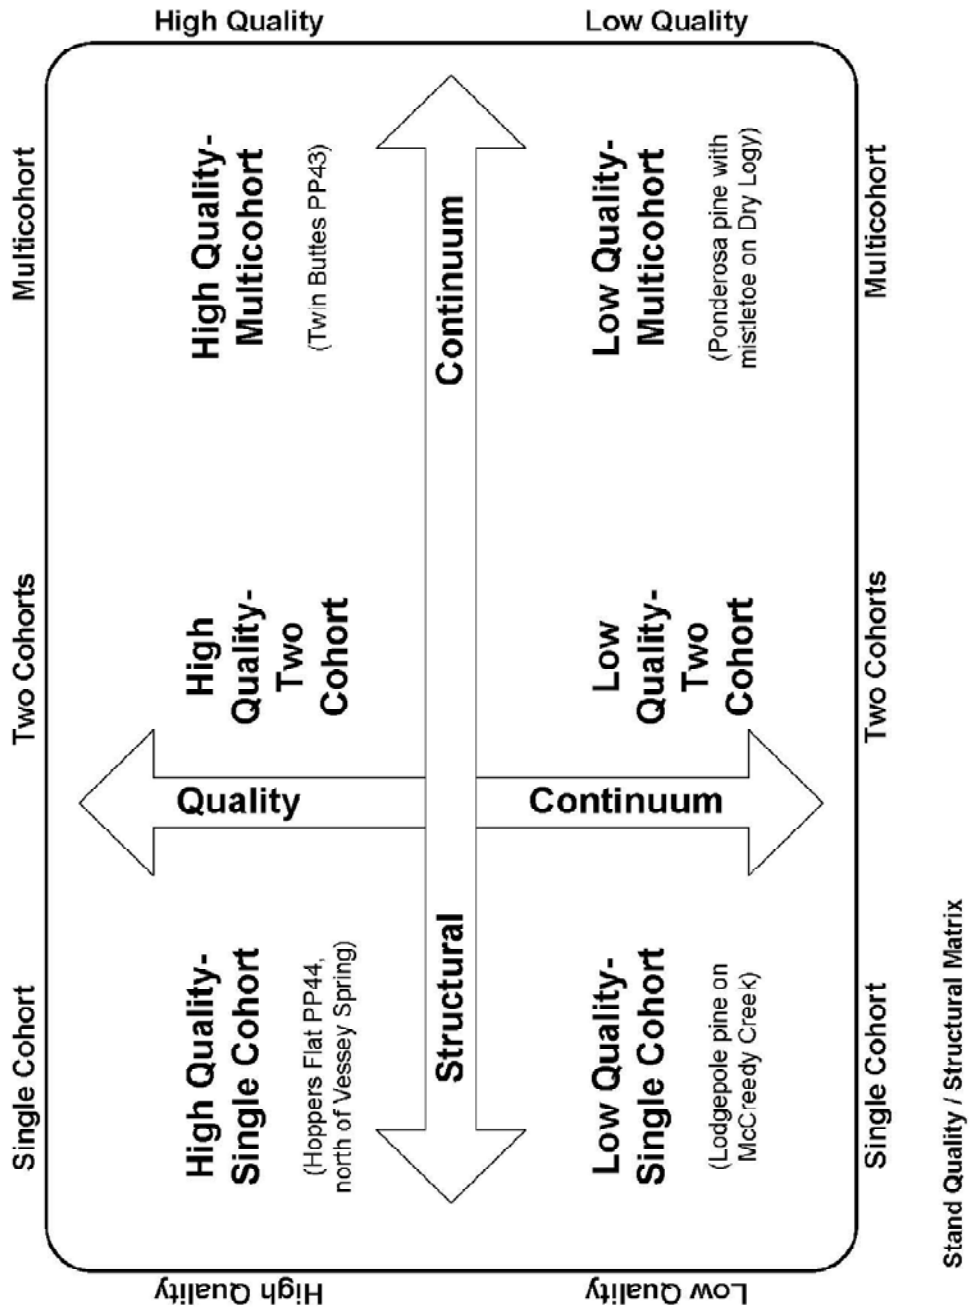 Single Cohort
Two Cohorts
Multicohort
High Quality
High Quality-
Single Cohort
(Hoppers Flat PP44,
north of Vessey Spring)
Quality
High
Quality-
Two
Cohort
High Quality-
Multicohort
(Twin Buttes PP43)
High Quality
Structural
Continuum
Low Quality
Low Quality-
Single Cohort
(Lodgepole pine on
McCreedy Creek)
Continuum
Low
Quality-
Two
Cohort
Low Quality-
Multicohort
(Ponderosa pine with
mistletoe on Dry Logy)
Low Quality
Single Cohort
Two Cohorts
Multicohort
Stand Quality / Structural Matrix